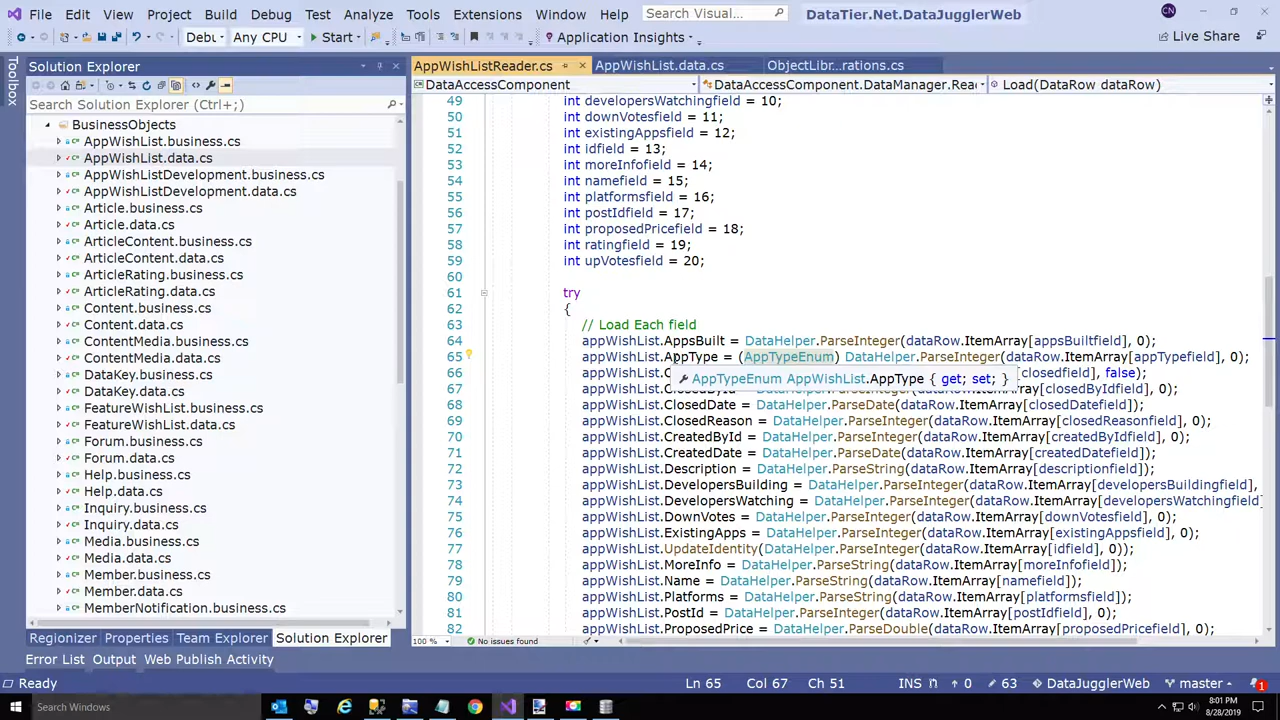 File Edit View Project Build Debug Test Analyze Tools Extensions Window Help Search Visual... DataTier.Net.DataJugglerWeb CN
Debu Any CPU Start Application Insights Live Share
Toolbox
Solution Explorer
Search Solution Explorer (Ctrl+;)
BusinessObjects
AppWishList.business.cs
AppWishList.data.cs
AppWishListDevelopment.business.cs
AppWishListDevelopment.data.cs
Article.business.cs
Article.data.cs
ArticleContent.business.cs
ArticleContent.data.cs
ArticleRating.business.cs
ArticleRating.data.cs
Content.business.cs
Content.data.cs
ContentMedia.business.cs
ContentMedia.data.cs
DataKey.business.cs
DataKey.data.cs
FeatureWishList.business.cs
FeatureWishList.data.cs
Forum.business.cs
Forum.data.cs
Help.business.cs
Help.data.cs
Inquiry.business.cs
Inquiry.data.cs
Media.business.cs
Media.data.cs
Member.business.cs
Member.data.cs
MemberNotification.business.cs
Regionizer Properties Team Explorer Solution Explorer
AppWishListReader.cs AppWishList.data.cs ObjectLibr...rations.cs
DataAccessComponent DataAccessComponent.DataManager.Rea Load(DataRow dataRow)
49 int developersWatchingfield = 10;
50 int downVotesfield = 11;
51 int existingAppsfield = 12;
52 int idfield = 13;
53 int moreInfofield = 14;
54 int namefield = 15;
55 int platformsfield = 16;
56 int postIdfield = 17;
57 int proposedPricefield = 18;
58 int ratingfield = 19;
59 int upVotesfield = 20;
60
61 try
62 {
63 // Load Each field
64 appWishList.AppsBuilt = DataHelper.ParseInteger(dataRow.ItemArray[appsBuiltfield], 0);
65 appWishList.AppType = (AppTypeEnum) DataHelper.ParseInteger(dataRow.ItemArray[appTypefield], 0);
66 appWishList.C closedfield], false);
AppTypeEnum AppWishList.AppType { get; set; }
67 appWishList.ClosedById = DataHelper.ParseInteger(dataRow.ItemArray[closedByIdfield], 0);
68 appWishList.ClosedDate = DataHelper.ParseDate(dataRow.ItemArray[closedDatefield]);
69 appWishList.ClosedReason = DataHelper.ParseInteger(dataRow.ItemArray[closedReasonfield], 0);
70 appWishList.CreatedById = DataHelper.ParseInteger(dataRow.ItemArray[createdByIdfield], 0);
71 appWishList.CreatedDate = DataHelper.ParseDate(dataRow.ItemArray[createdDatefield]);
72 appWishList.Description = DataHelper.ParseString(dataRow.ItemArray[descriptionfield]);
73 appWishList.DevelopersBuilding = DataHelper.ParseInteger(dataRow.ItemArray[developersBuildingfield],
74 appWishList.DevelopersWatching = DataHelper.ParseInteger(dataRow.ItemArray[developersWatchingfield]
75 appWishList.DownVotes = DataHelper.ParseInteger(dataRow.ItemArray[downVotesfield], 0);
76 appWishList.ExistingApps = DataHelper.ParseInteger(dataRow.ItemArray[existingAppsfield], 0);
77 appWishList.UpdateIdentity(DataHelper.ParseInteger(dataRow.ItemArray[idfield], 0));
78 appWishList.MoreInfo = DataHelper.ParseString(dataRow.ItemArray[moreInfofield]);
79 appWishList.Name = DataHelper.ParseString(dataRow.ItemArray[namefield]);
80 appWishList.Platforms = DataHelper.ParseString(dataRow.ItemArray[platformsfield]);
81 appWishList.PostId = DataHelper.ParseInteger(dataRow.ItemArray[postIdfield], 0);
82 appWishList.ProposedPrice = DataHelper.ParseDouble(dataRow.ItemArray[proposedPricefield], 0);
100 % No issues found
Error List Output Web Publish Activity
Ready Ln 65 Col 67 Ch 51 INS 0 63 DataJugglerWeb master 1
Search Windows 8:01 PM
8/28/2019